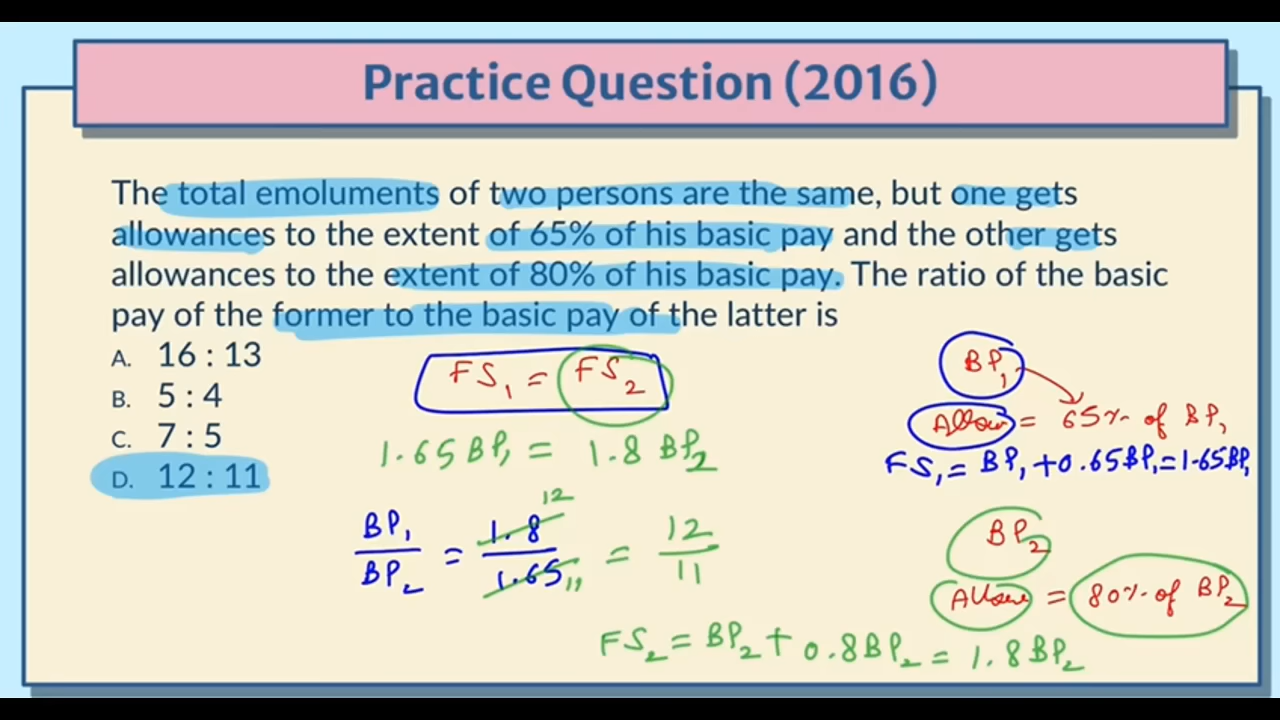 Practice Question (2016)
The total emoluments of two persons are the same, but one gets
allowances to the extent of 65% of his basic pay and the other gets
allowances to the extent of 80% of his basic pay. The ratio of the basic
pay of the former to the basic pay of the latter is
A. 16 : 13
B. 5 : 4
C. 7 : 5
D. 12 : 11
FS₁ = FS₂
1.65BP₁ = 1.8 BP₂
BP₁/BP₂ = 1.8/1.65 = 12/11
12
11
BP₁
Allow = 65% of BP₁
FS₁ = BP₁ + 0.65BP₁ = 1.65BP₁
BP₂
Allow = 80% of BP₂
FS₂ = BP₂ + 0.8BP₂ = 1.8BP₂